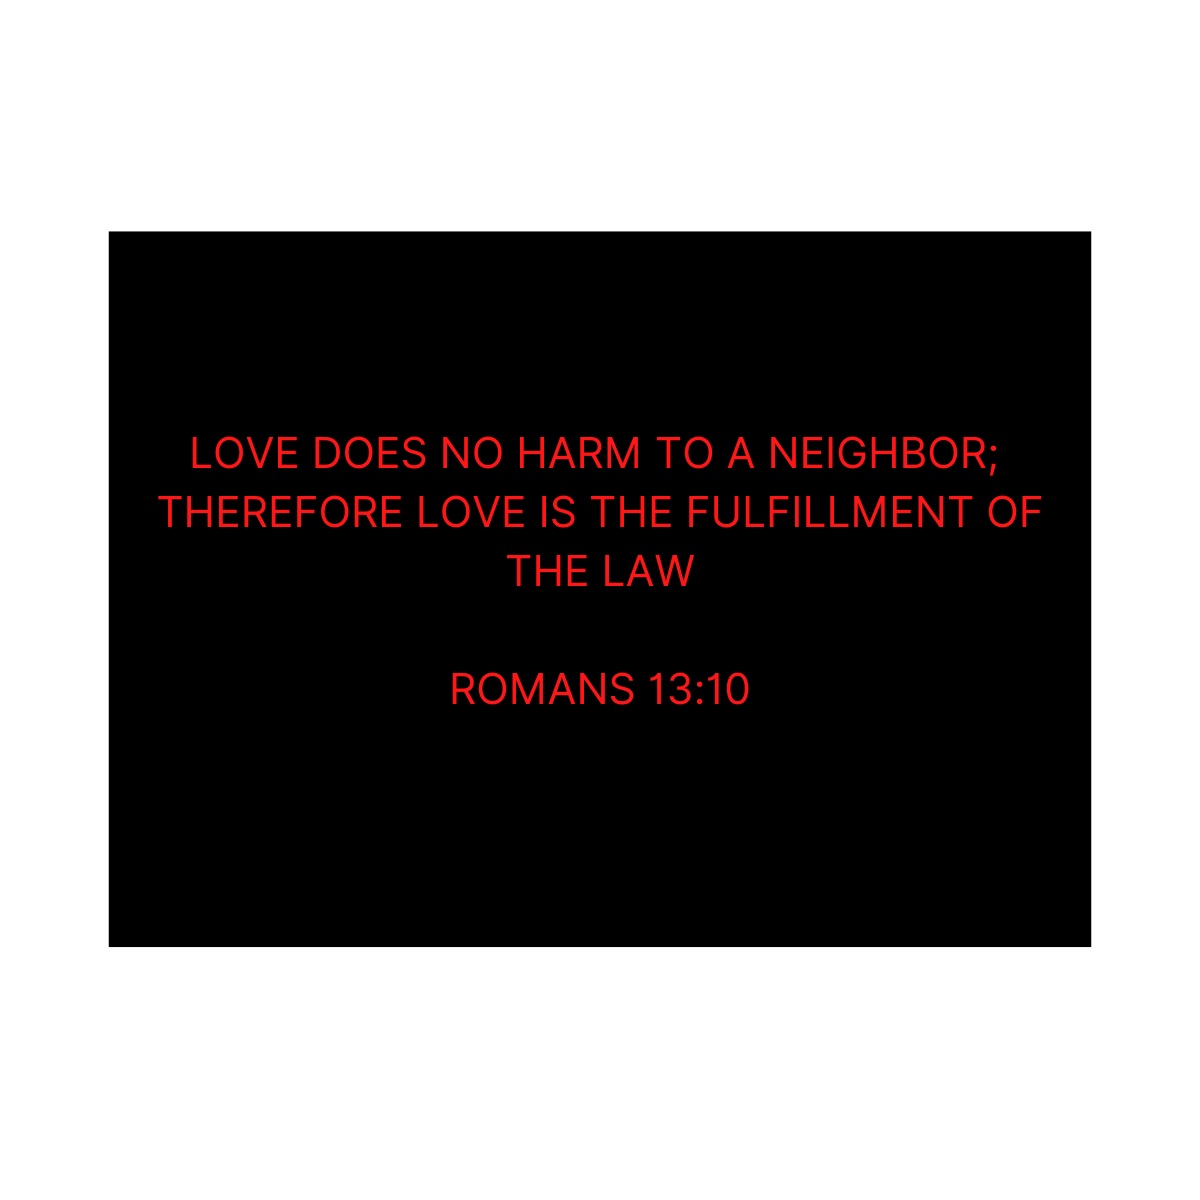 LOVE DOES NO HARM TO A NEIGHBOR;
THEREFORE LOVE IS THE FULFILLMENT OF
THE LAW
ROMANS 13:10